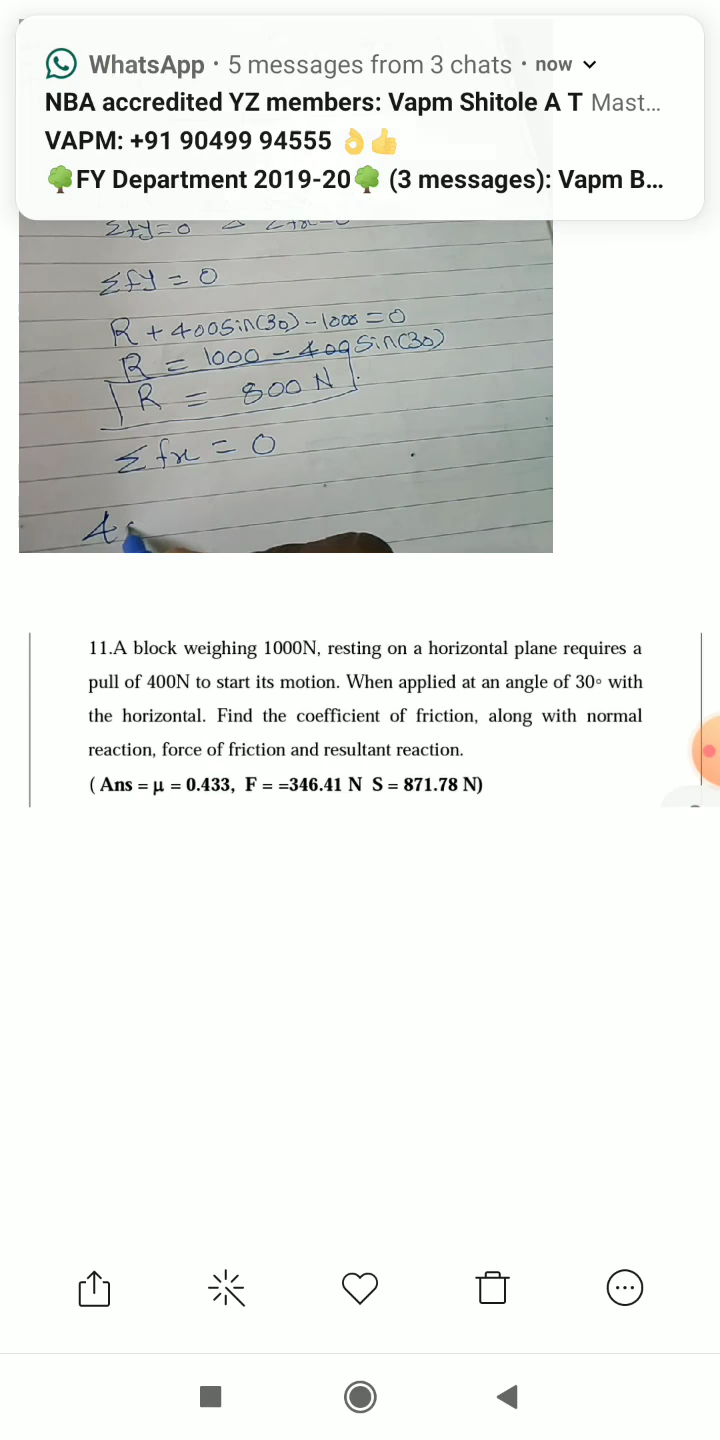 WhatsApp · 5 messages from 3 chats · now
NBA accredited YZ members: Vapm Shitole A T Mast...
VAPM: +91 90499 94555 👌👍
🌳FY Department 2019-20🌳 (3 messages): Vapm B...
Σfy=0
Σfy = 0
R + 400Sin(30) - 1000 = 0
R = 1000 - 400Sin(30)
R = 800 N
Σfx = 0
4
11.A block weighing 1000N, resting on a horizontal plane requires a
pull of 400N to start its motion. When applied at an angle of 30° with
the horizontal. Find the coefficient of friction, along with normal
reaction, force of friction and resultant reaction.
( Ans = μ = 0.433, F = =346.41 N S = 871.78 N)